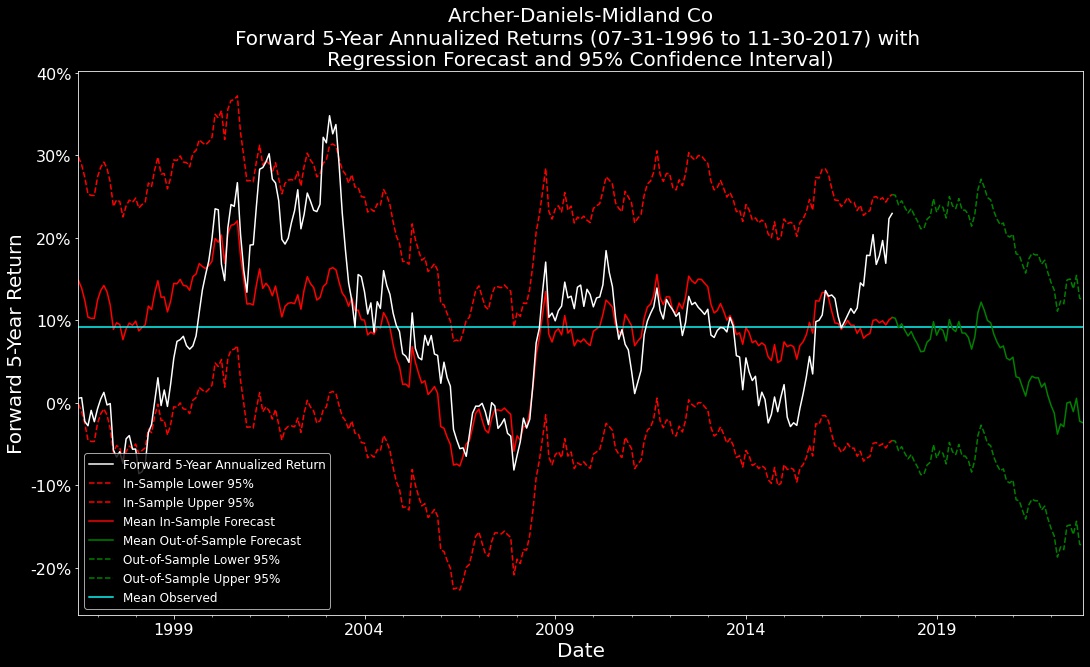 Archer-Daniels-Midland Co
Forward 5-Year Annualized Returns (07-31-1996 to 11-30-2017) with
Regression Forecast and 95% Confidence Interval)
Forward 5-Year Return
40%
30%
20%
10%
0%
-10%
-20%
Forward 5-Year Annualized Return
In-Sample Lower 95%
In-Sample Upper 95%
Mean In-Sample Forecast
Mean Out-of-Sample Forecast
Out-of-Sample Lower 95%
Out-of-Sample Upper 95%
Mean Observed
1999
2004
2009
2014
2019
Date